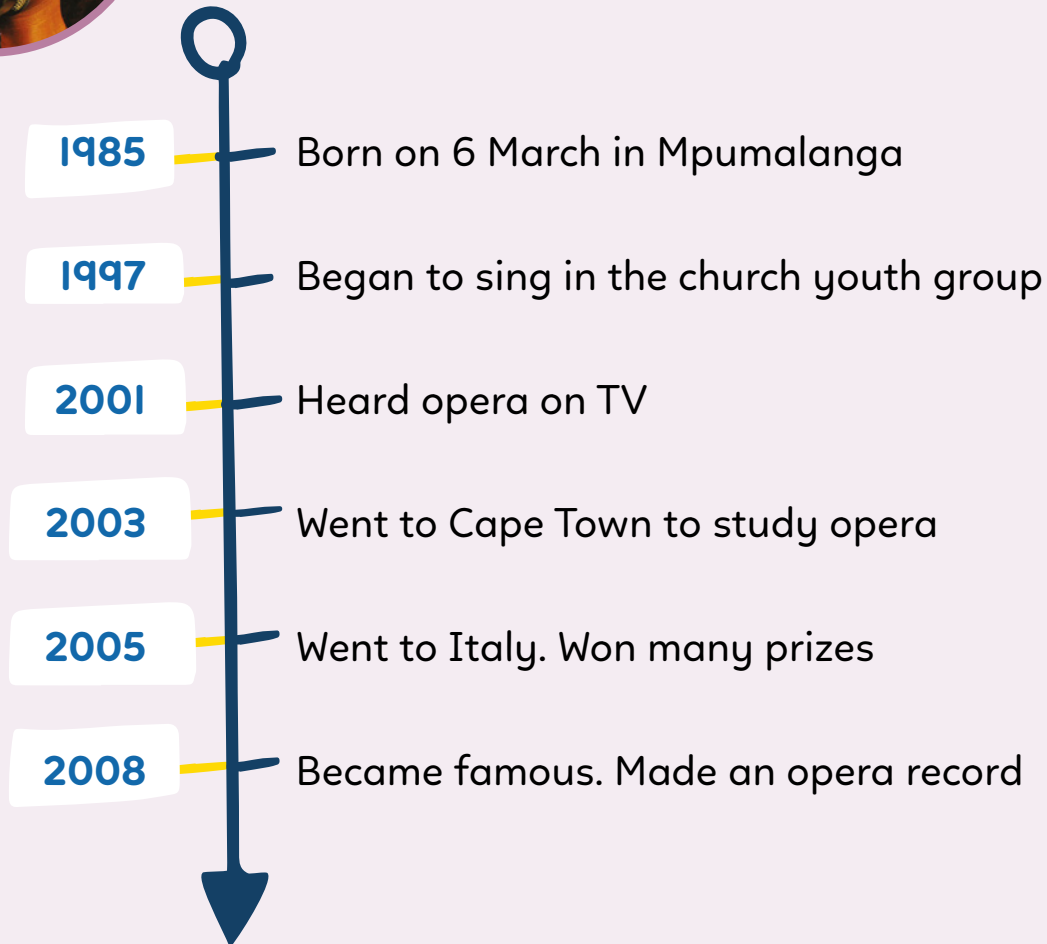 1985 Born on 6 March in Mpumalanga
1997 Began to sing in the church youth group
2001 Heard opera on TV
2003 Went to Cape Town to study opera
2005 Went to Italy. Won many prizes
2008 Became famous. Made an opera record